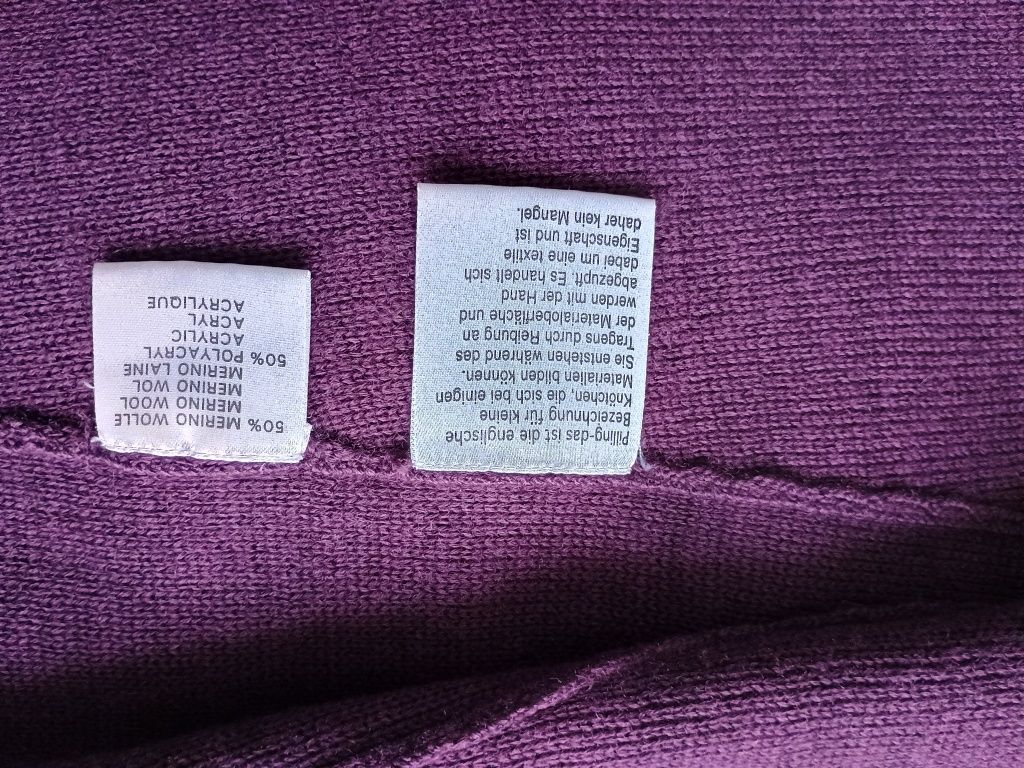 50% MERINO WOLLE
MERINO WOOL
MERINO WOL
MERINO LAINE
50% POLYACRYL
ACRYLIC
ACRYL
ACRYLIQUE
Pilling-das ist die englische
Bezeichnung für kleine
Knötchen, die sich bei einigen
Materialien bilden können.
Sie entstehen während des
Tragens durch Reibung an
der Materialoberfläche und
werden mit der Hand
abgezupft. Es handelt sich
dabei um eine textile
Eigenschaft und ist
daher kein Mangel.